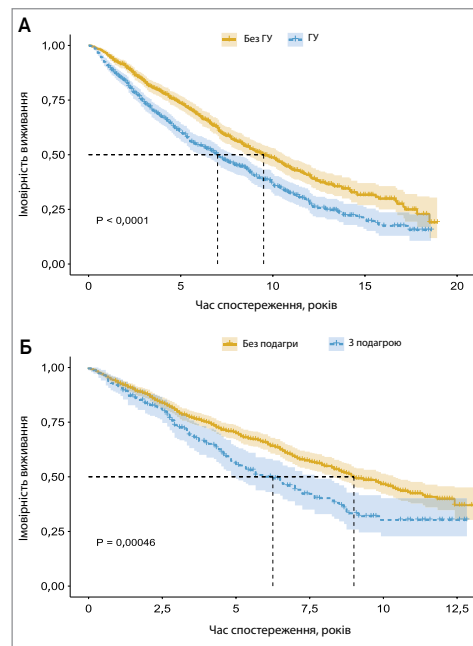 А
Без ГУ ГУ
Імовірність виживання
1,00
0,75
0,50
0,25
0,00
P < 0,0001
0 5 10 15 20
Час спостереження, років
Б
Без подагри З подагрою
Імовірність виживання
1,00
0,75
0,50
0,25
0,00
P = 0,00046
0 2,5 5 7,5 10 12,5
Час спостереження, років